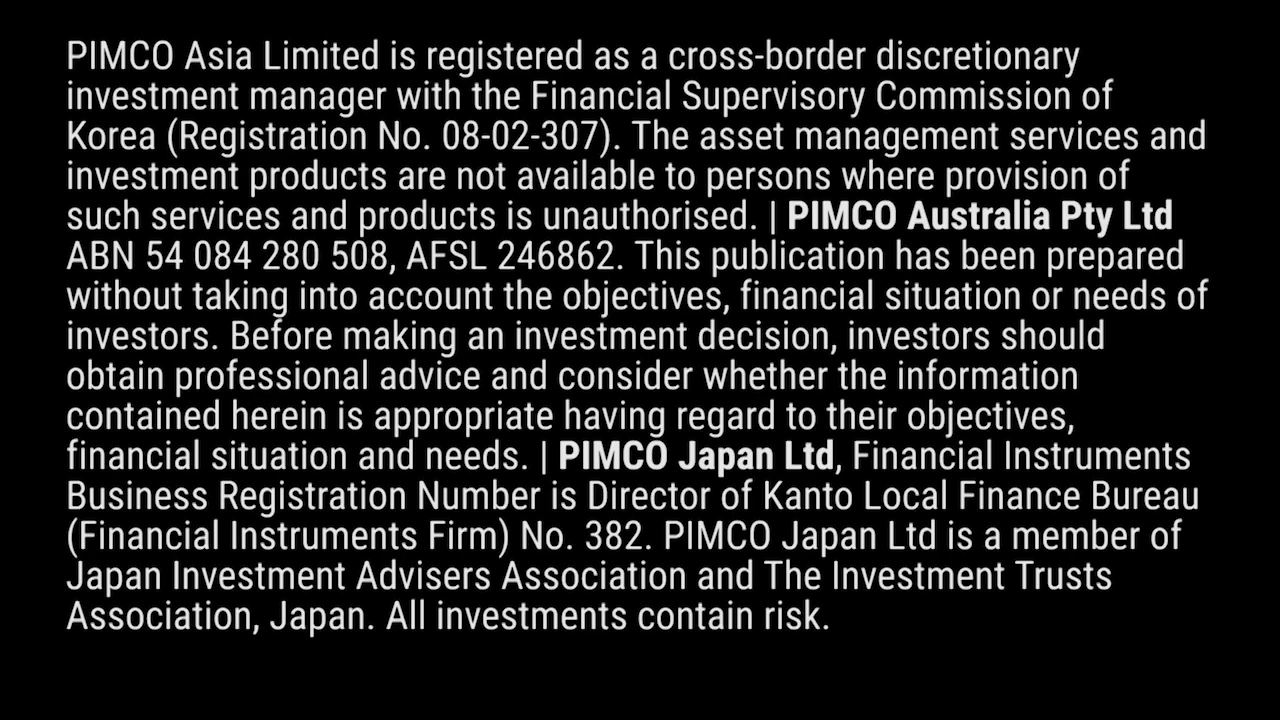 PIMCO Asia Limited is registered as a cross-border discretionary
investment manager with the Financial Supervisory Commission of
Korea (Registration No. 08-02-307). The asset management services and
investment products are not available to persons where provision of
such services and products is unauthorised. | PIMCO Australia Pty Ltd
ABN 54 084 280 508, AFSL 246862. This publication has been prepared
without taking into account the objectives, financial situation or needs of
investors. Before making an investment decision, investors should
obtain professional advice and consider whether the information
contained herein is appropriate having regard to their objectives,
financial situation and needs. | PIMCO Japan Ltd, Financial Instruments
Business Registration Number is Director of Kanto Local Finance Bureau
(Financial Instruments Firm) No. 382. PIMCO Japan Ltd is a member of
Japan Investment Advisers Association and The Investment Trusts
Association, Japan. All investments contain risk.